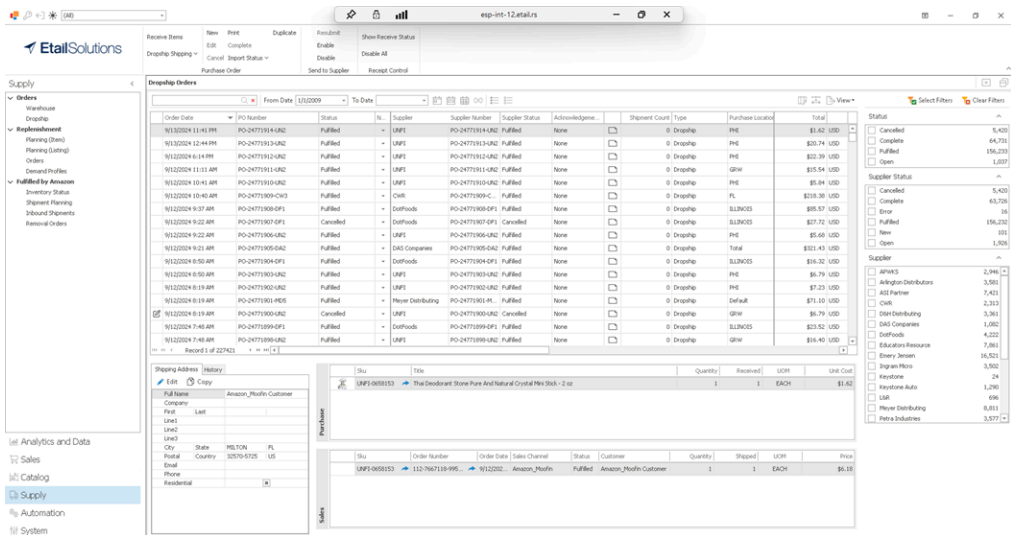 (All)
esp-int-12.etail.rs
EtailSolutions
Receive Items
Dropship Shipping
New Print Duplicate
Edit Complete
Cancel Import Status
Purchase Order
Resubmit
Enable
Disable
Send to Supplier
Show Receive Status
Disable All
Receipt Control
Supply
Orders
Warehouse
Dropship
Replenishment
Planning (Item)
Planning (Listing)
Orders
Demand Profiles
Fulfilled by Amazon
Inventory Status
Shipment Planning
Inbound Shipments
Removal Orders
Analytics and Data
Sales
Catalog
Supply
Automation
System
Dropship Orders
From Date 1/1/2009 To Date
View
Select Filters Clear Filters
Order Date PO Number Status N... Supplier Supplier Number Supplier Status Acknowledgeme... Shipment Count Type Purchase Locatio Total
9/13/2024 11:41 PM PO-24771914-UN2 Fulfilled UNFI PO-24771914-UN2 Fulfilled None 0 Dropship PHI $1.62 USD
9/13/2024 12:44 PM PO-24771913-UN2 Fulfilled UNFI PO-24771913-UN2 Fulfilled None 0 Dropship PHI $20.74 USD
9/12/2024 6:14 PM PO-24771912-UN2 Fulfilled UNFI PO-24771912-UN2 Fulfilled None 0 Dropship PHI $22.39 USD
9/12/2024 11:11 AM PO-24771911-UN2 Fulfilled UNFI PO-24771911-UN2 Fulfilled None 0 Dropship GRW $15.54 USD
9/12/2024 10:41 AM PO-24771910-UN2 Fulfilled UNFI PO-24771910-UN2 Fulfilled None 0 Dropship PHI $5.84 USD
9/12/2024 10:40 AM PO-24771909-CW3 Fulfilled CWR PO-24771909-C... Fulfilled None 0 Dropship FL $218.38 USD
9/12/2024 9:37 AM PO-24771908-DF1 Fulfilled DotFoods PO-24771908-DF1 Fulfilled None 0 Dropship ILLINOIS $85.57 USD
9/12/2024 9:22 AM PO-24771907-DF1 Cancelled DotFoods PO-24771907-DF1 Cancelled None 0 Dropship ILLINOIS $27.72 USD
9/12/2024 9:22 AM PO-24771906-UN2 Fulfilled UNFI PO-24771906-UN2 Fulfilled None 0 Dropship PHI $5.68 USD
9/12/2024 9:21 AM PO-24771905-DA2 Fulfilled DAS Companies PO-24771905-DA2 Fulfilled None 0 Dropship Total $321.43 USD
9/12/2024 8:50 AM PO-24771904-DF1 Fulfilled DotFoods PO-24771904-DF1 Fulfilled None 0 Dropship ILLINOIS $16.32 USD
9/12/2024 8:50 AM PO-24771903-UN2 Fulfilled UNFI PO-24771903-UN2 Fulfilled None 0 Dropship PHI $6.79 USD
9/12/2024 8:19 AM PO-24771902-UN2 Fulfilled UNFI PO-24771902-UN2 Fulfilled None 0 Dropship PHI $7.23 USD
9/12/2024 8:19 AM PO-24771901-MD5 Fulfilled Meyer Distributing PO-24771901-M... Fulfilled None 0 Dropship Default $71.10 USD
9/12/2024 8:19 AM PO-24771900-UN2 Cancelled UNFI PO-24771900-UN2 Cancelled None 0 Dropship GRW $6.79 USD
9/12/2024 7:48 AM PO-24771899-DF1 Fulfilled DotFoods PO-24771899-DF1 Fulfilled None 0 Dropship ILLINOIS $23.52 USD
9/12/2024 7:48 AM PO-24771898-UN2 Fulfilled UNFI PO-24771898-UN2 Fulfilled None 0 Dropship GRW $16.40 USD
Record 1 of 227421
Status
Cancelled 5,420
Complete 64,731
Fulfilled 156,233
Open 1,037
Supplier Status
Cancelled 5,420
Complete 63,726
Error 16
Fulfilled 156,232
New 101
Open 1,926
Supplier
APWKS 2,946
Arlington Distributors 3,581
ASI Partner 7,421
CWR 2,313
D&H Distributing 3,361
DAS Companies 1,082
DotFoods 4,222
Educators Resource 7,861
Emery Jensen 16,521
Ingram Micro 3,502
Keystone 24
Keystone Auto 1,290
L&R 696
Meyer Distributing 8,811
Petra Industries 3,577
Shipping Address History
Edit Copy
Full Name Amazon_Moofin Customer
Company
First Last
Line1
Line2
Line3
City State MILTON FL
Postal Country 32570-5725 US
Email
Phone
Residential
Purchase
Sku Title Quantity Received UOM Unit Cost
UNFI-0658153 Thai Deodorant Stone Pure And Natural Crystal Mini Stick - 2 oz 1 1 EACH $1.62
Sales
Sku Order Number Order Date Sales Channel Status Customer Quantity Shipped UOM Price
UNFI-0658153 112-7667118-995... 9/12/202... Amazon_Moofin Fulfilled Amazon_Moofin Customer 1 1 EACH $6.18